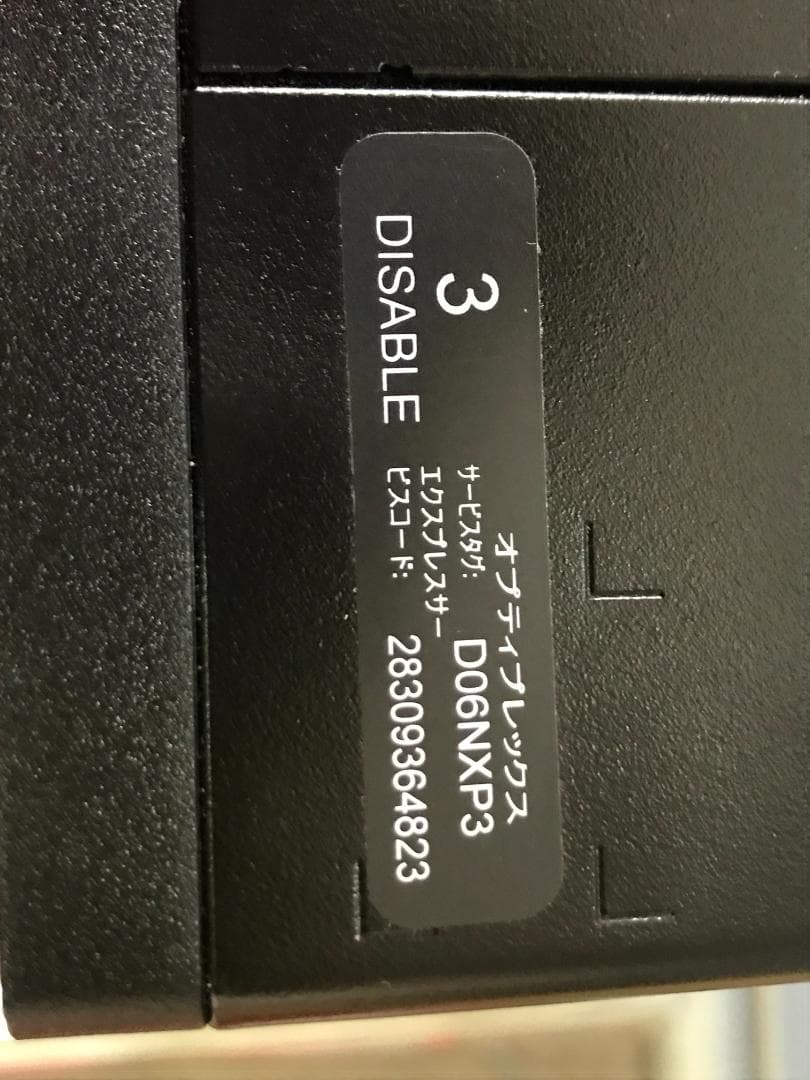 オプティプレックス
3
サービスタグ: D06NXP3
エクスプレスサー
DISABLE
ビスコード: 28309364823